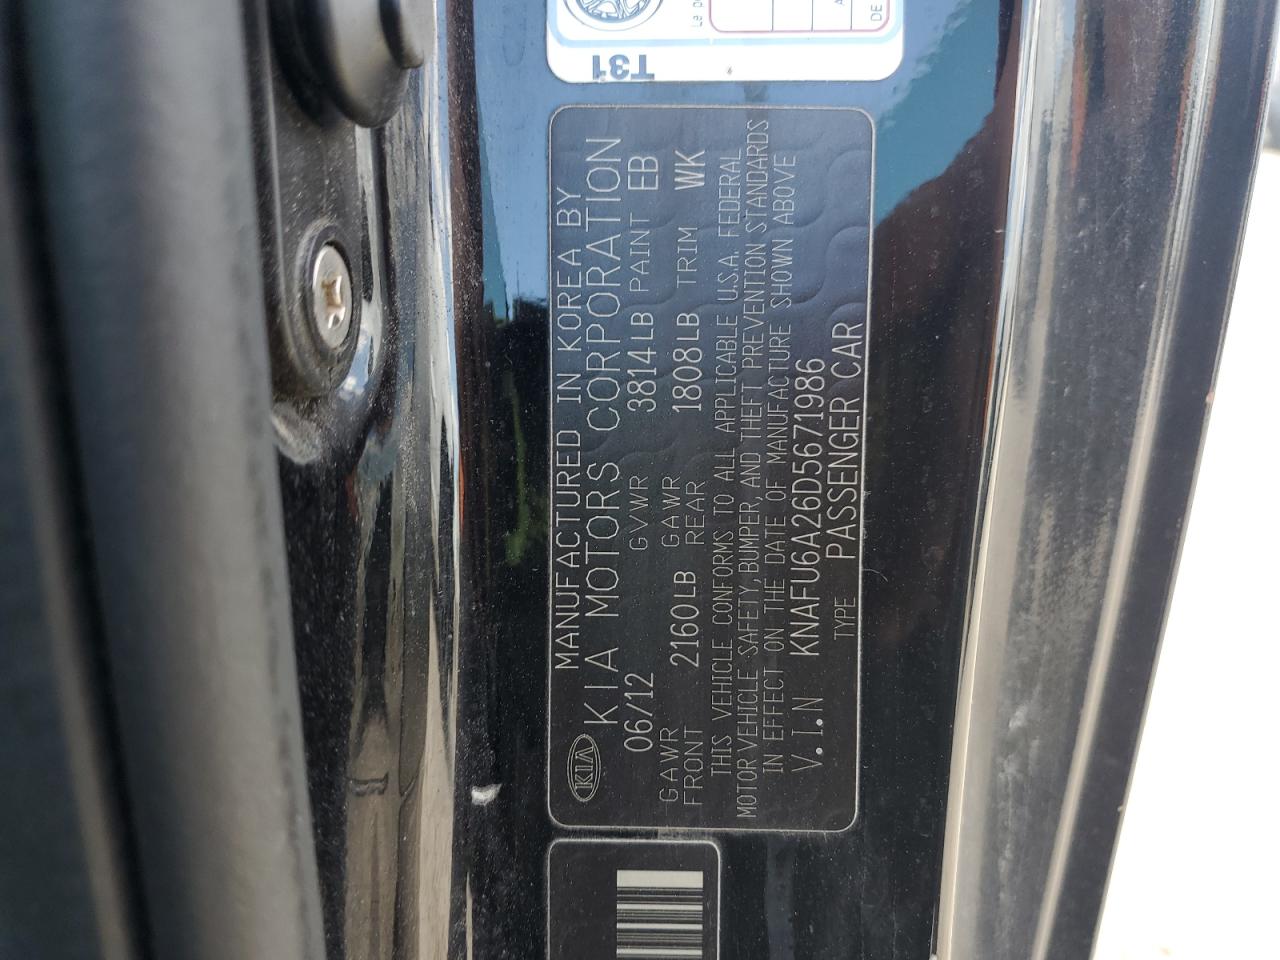 MANUFACTURED IN KOREA BY
KIA KIA MOTORS CORPORATION
06/12 GVWR 3814LB PAINT EB
GAWR FRONT 2160LB GAWR REAR 1808LB TRIM WK
THIS VEHICLE CONFORMS TO ALL APPLICABLE U.S.A. FEDERAL
MOTOR VEHICLE SAFETY, BUMPER, AND THEFT PREVENTION STANDARDS
IN EFFECT ON THE DATE OF MANUFACTURE SHOWN ABOVE
V.I.N KNAFU6A26D5671986
TYPE PASSENGER CAR
T31
DE